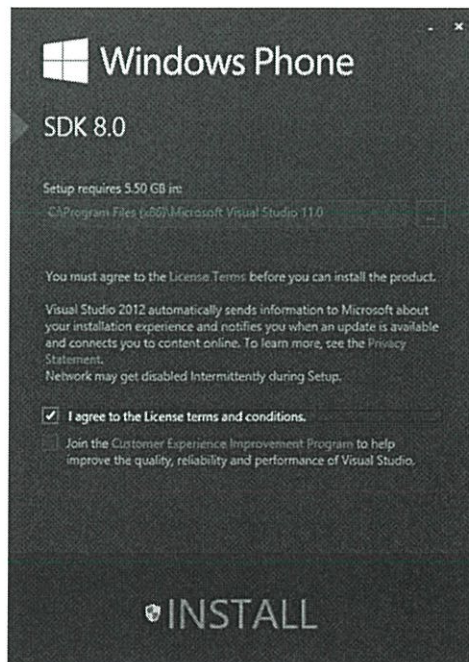 Windows Phone
SDK 8.0
Setup requires 5.50 GB in:
C:\Program Files (x86)\Microsoft Visual Studio 11.0
...
You must agree to the License Terms before you can install the product.
Visual Studio 2012 automatically sends information to Microsoft about
your installation experience and notifies you when an update is available
and connects you to content online. To learn more, see the Privacy
Statement.
Network may get disabled Intermittently during Setup.
I agree to the License terms and conditions.
Join the Customer Experience Improvement Program to help
improve the quality, reliability and performance of Visual Studio.
INSTALL